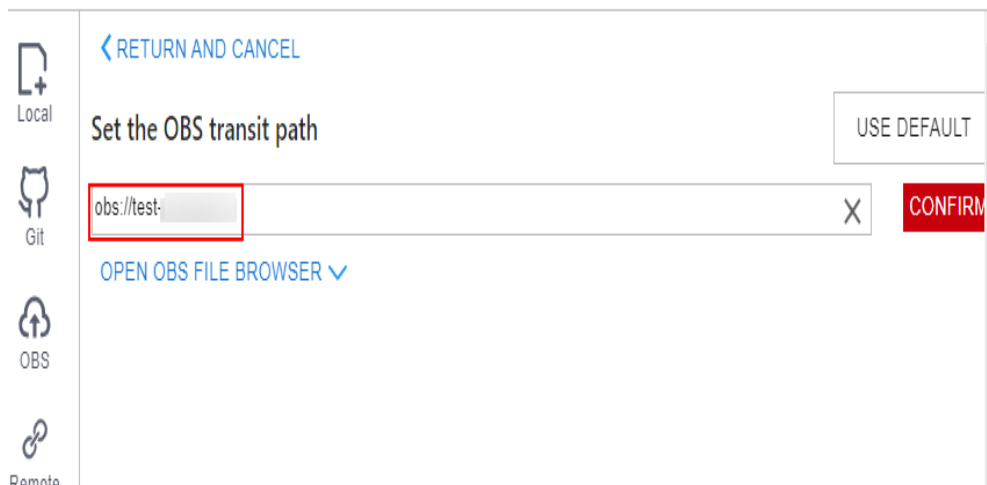 RETURN AND CANCEL
Local
Set the OBS transit path
USE DEFAULT
obs://test-
CONFIRM
Git
OPEN OBS FILE BROWSER
OBS
Remote